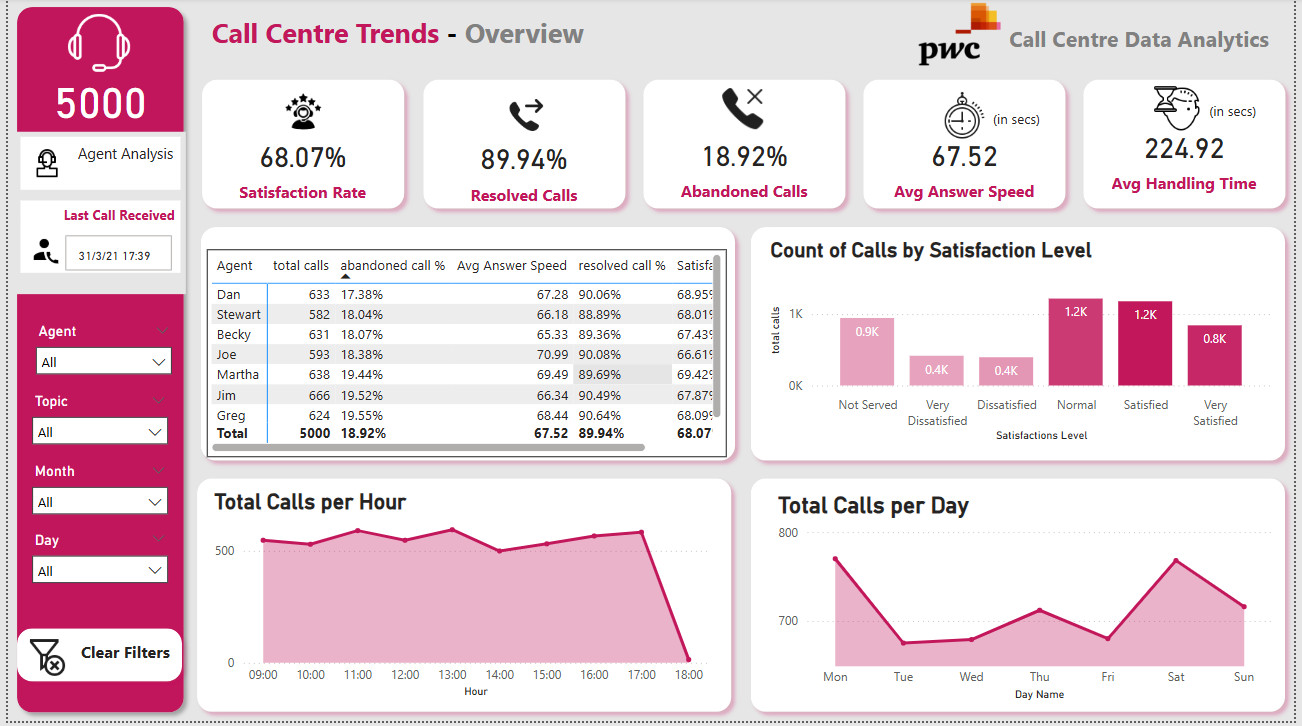 5000
Agent Analysis
Last Call Received
31/3/21 17:39
Agent
All
Topic
All
Month
All
Day
All
Clear Filters
Call Centre Trends - Overview
pwc
Call Centre Data Analytics
68.07%
Satisfaction Rate
89.94%
Resolved Calls
18.92%
Abandoned Calls
(in secs)
67.52
Avg Answer Speed
(in secs)
224.92
Avg Handling Time
Agent total calls abandoned call % Avg Answer Speed resolved call % Satisfa
Dan 633 17.38% 67.28 90.06% 68.95%
Stewart 582 18.04% 66.18 88.89% 68.01%
Becky 631 18.07% 65.33 89.36% 67.43%
Joe 593 18.38% 70.99 90.08% 66.61%
Martha 638 19.44% 69.49 89.69% 69.42%
Jim 666 19.52% 66.34 90.49% 67.87%
Greg 624 19.55% 68.44 90.64% 68.09%
Total 5000 18.92% 67.52 89.94% 68.07
Count of Calls by Satisfaction Level
total calls
1K
0K
0.9K
0.4K
0.4K
1.2K
1.2K
0.8K
Not Served
Very
Dissatisfied
Dissatisfied
Normal
Satisfied
Very
Satisfied
Satisfactions Level
Total Calls per Hour
500
0
09:00 10:00 11:00 12:00 13:00 14:00 15:00 16:00 17:00 18:00
Hour
Total Calls per Day
800
700
Mon Tue Wed Thu Fri Sat Sun
Day Name